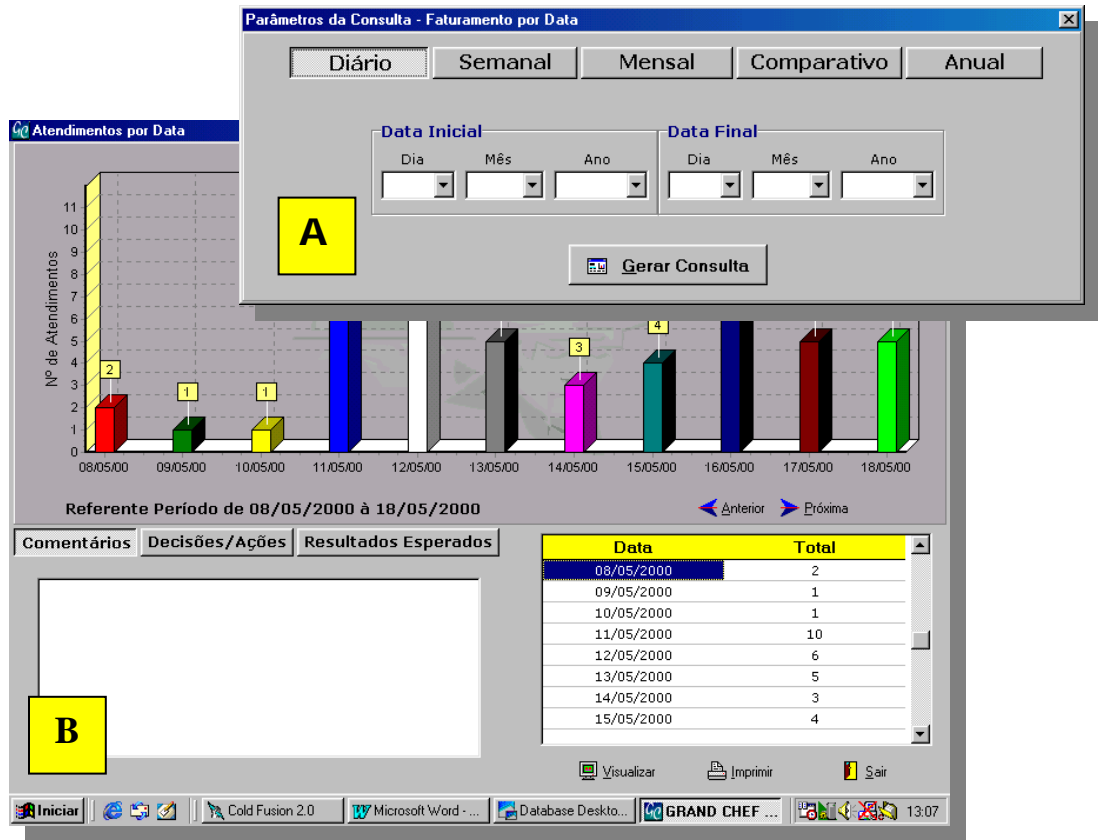 Parâmetros da Consulta - Faturamento por Data
Diário Semanal Mensal Comparativo Anual
Data Inicial Data Final
Dia Mês Ano Dia Mês Ano
A
Gerar Consulta
Atendimentos por Data
Nº de Atendimentos
11
10
9
8
7
6
5
4
3
2
1
0
2 1 1 3 4
08/05/00 09/05/00 10/05/00 11/05/00 12/05/00 13/05/00 14/05/00 15/05/00 16/05/00 17/05/00 18/05/00
Referente Período de 08/05/2000 à 18/05/2000
Anterior Próxima
Comentários Decisões/Ações Resultados Esperados
Data Total
08/05/2000 2
09/05/2000 1
10/05/2000 1
11/05/2000 10
12/05/2000 6
13/05/2000 5
14/05/2000 3
15/05/2000 4
B
Visualizar Imprimir Sair
Iniciar Cold Fusion 2.0 Microsoft Word - ... Database Deskto... GRAND CHEF ... 13:07